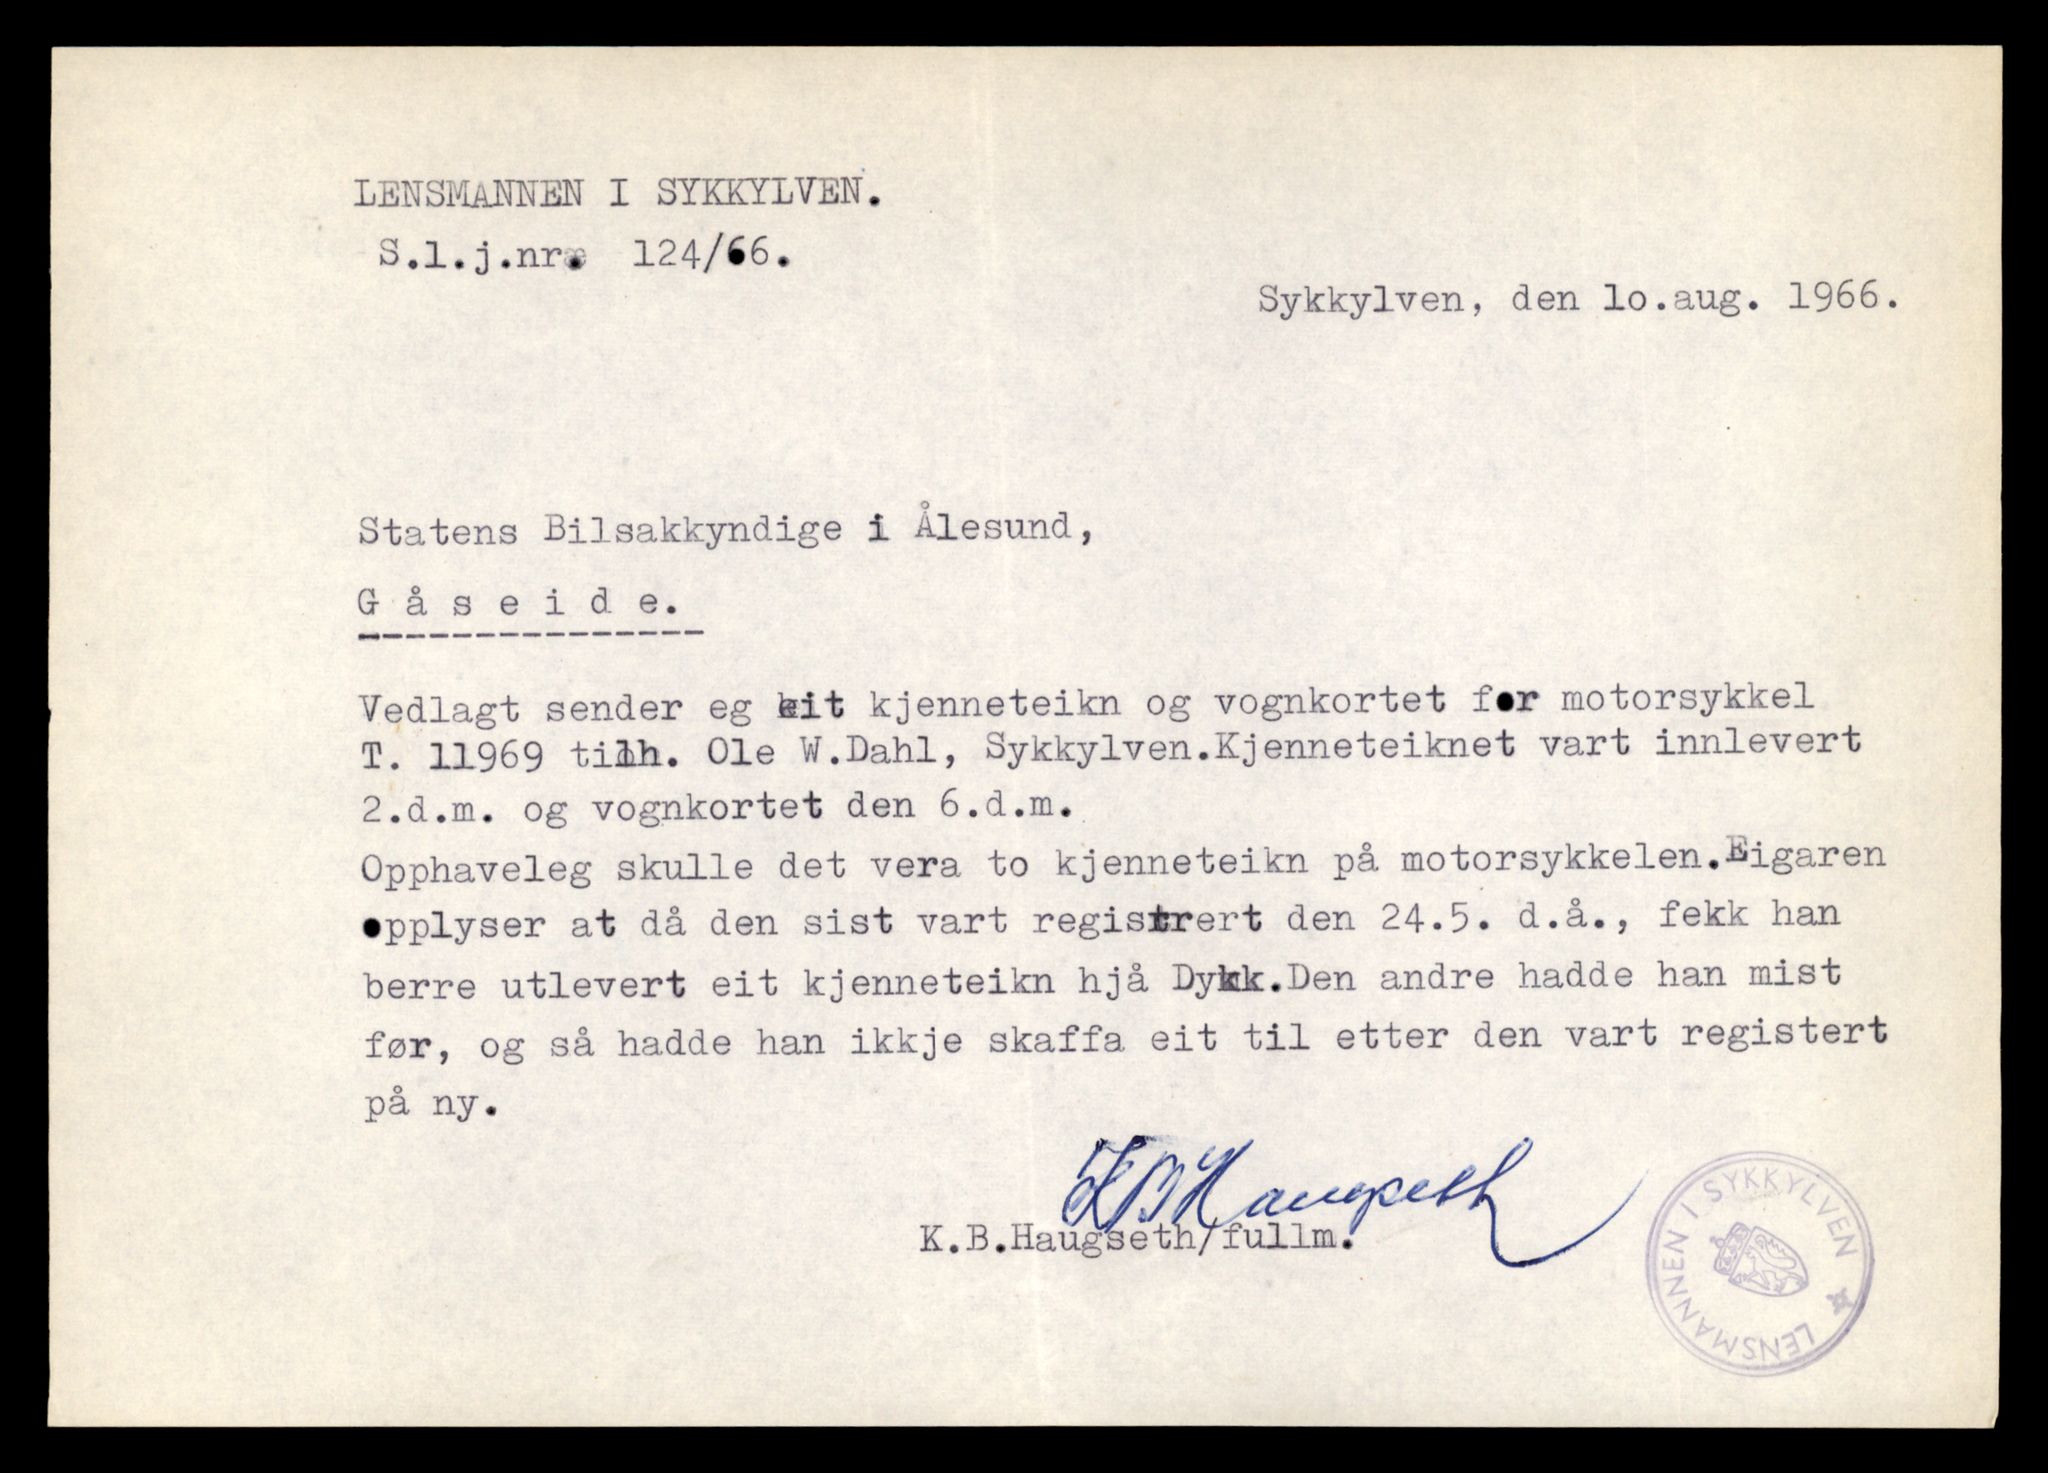 LENSMANNEN I SYKKYLVEN.
S.l.j.nr. 124/66.
Sykkylven, den lo.aug. 1966.
Statens Bilsakkyndige i Ålesund,
G å s e i d e.
Vedlagt sender eg eit kjenneteikn og vognkortet for motorsykkel
T. 11969 tilh. Ole W.Dahl, Sykkylven.Kjenneteiknet vart innlevert
2.d.m. og vognkortet den 6.d.m.
Opphaveleg skulle det vera to kjenneteikn på motorsykkelen.Eigaren
opplyser at då den sist vart registrert den 24.5. d.å., fekk han
berre utlevert eit kjenneteikn hjå Dykk.Den andre hadde han mist
før, og så hadde han ikkje skaffa eit til etter den vart registert
på ny.
KBHaugseth
K.B.Haugseth/fullm.
LENSMANNEN I SYKKYLVEN